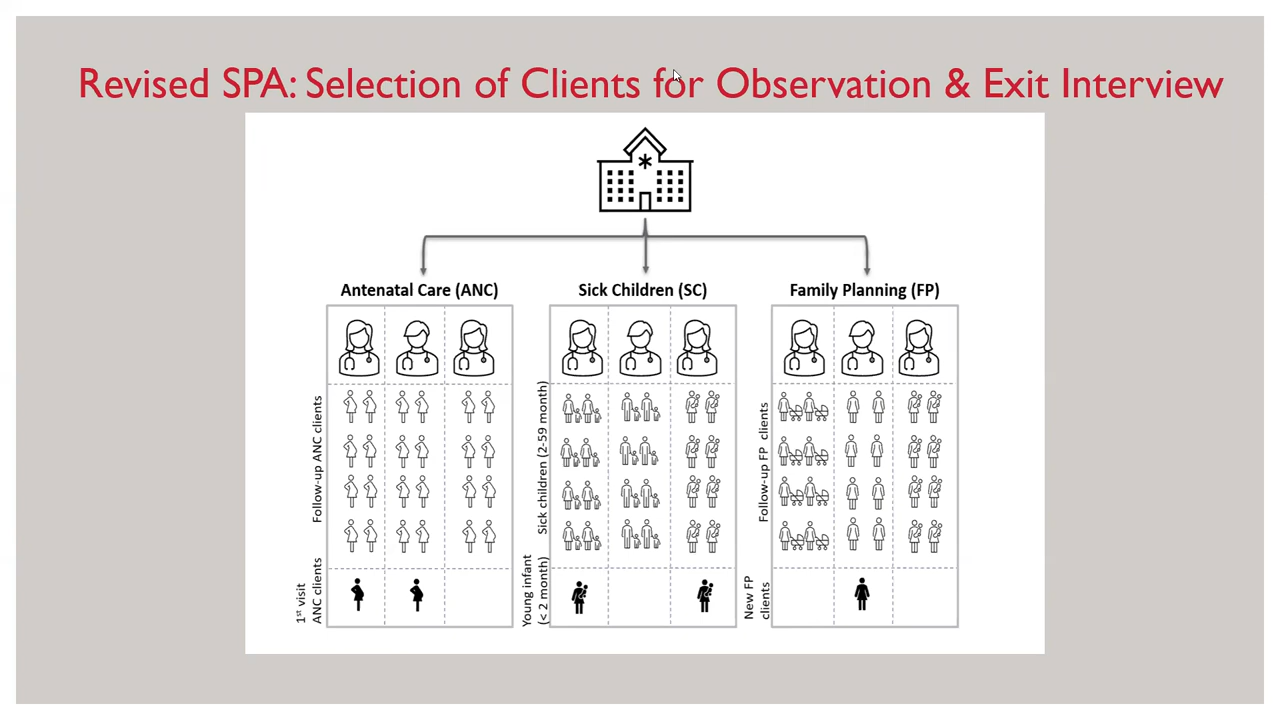 Revised SPA: Selection of Clients for Observation & Exit Interview
Antenatal Care (ANC)
Sick Children (SC)
Family Planning (FP)
Follow-up ANC clients
1st visit
ANC clients
Sick children (2-59 month)
Young infant
(< 2 month)
Follow-up FP clients
New FP
clients